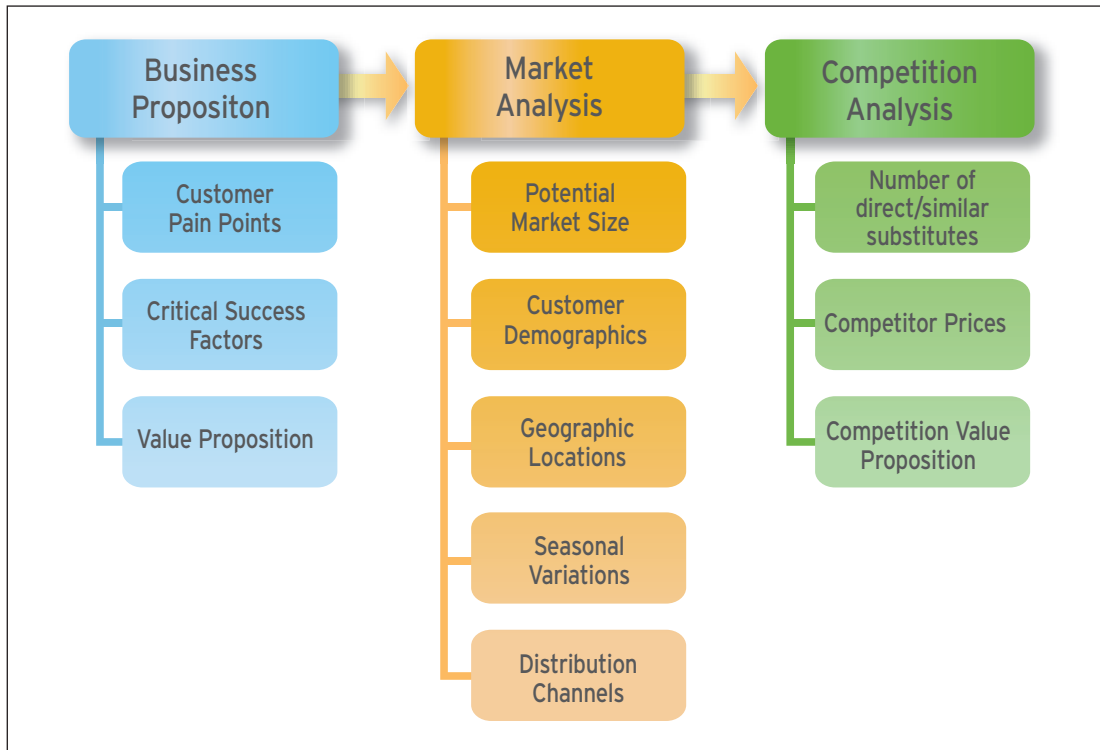 Business
Propositon
Customer
Pain Points
Critical Success
Factors
Value Proposition
Market
Analysis
Potential
Market Size
Customer
Demographics
Geographic
Locations
Seasonal
Variations
Distribution
Channels
Competition
Analysis
Number of
direct/similar
substitutes
Competitor Prices
Competition Value
Proposition